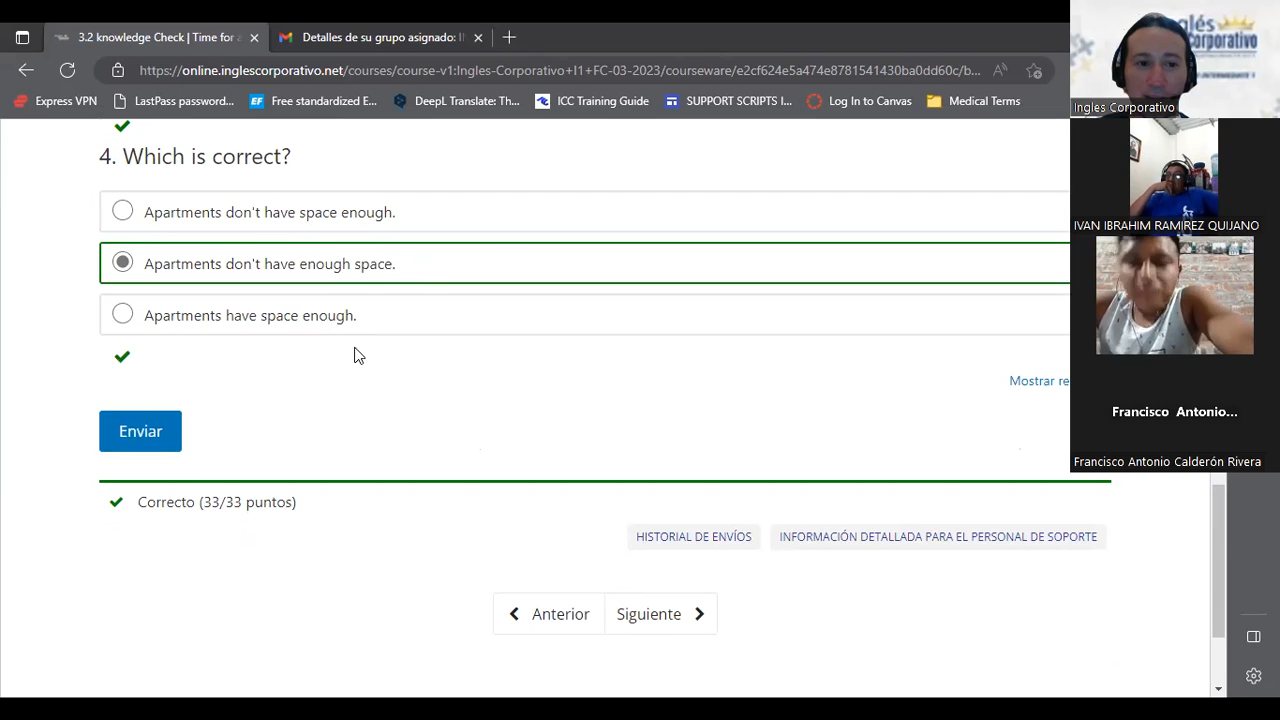 3.2 knowledge Check | Time for a
Detalles de su grupo asignado: I
https://online.inglescorporativo.net/courses/course-v1:Ingles-Corporativo+I1+FC-03-2023/courseware/e2cf624e5a474e8781541430ba0dd60c/b...
Express VPN
LastPass password...
EF
Free standardized E...
DeepL Translate: Th...
ICC Training Guide
SUPPORT SCRIPTS I...
Log In to Canvas
Medical Terms
4. Which is correct?
Apartments don't have space enough.
Apartments don't have enough space.
Apartments have space enough.
Mostrar re
Enviar
Correcto (33/33 puntos)
HISTORIAL DE ENVÍOS
INFORMACIÓN DETALLADA PARA EL PERSONAL DE SOPORTE
Anterior
Siguiente
Ingles Corporativo
IVAN IBRAHIM RAMIREZ QUIJANO
Francisco Antonio...
Francisco Antonio Calderón Rivera